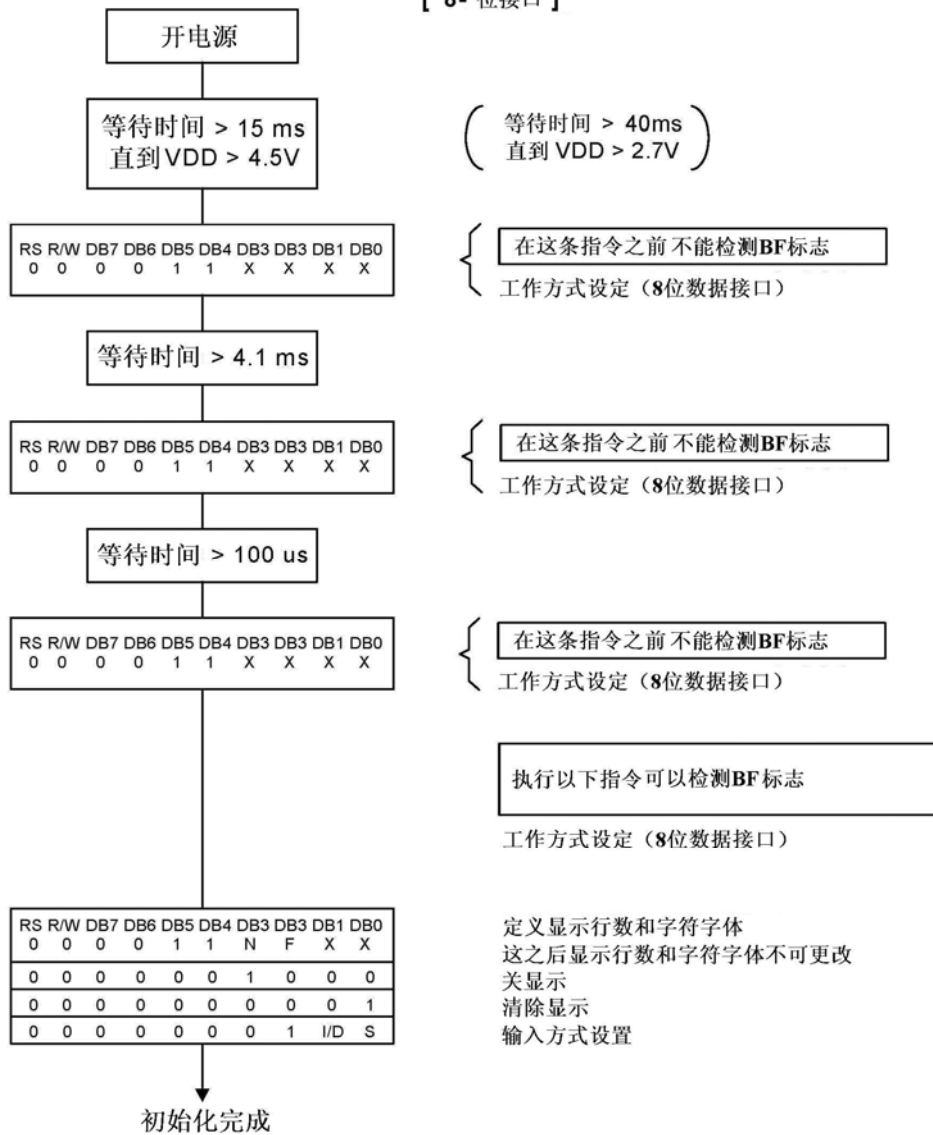 [ 8- 位接口 ]
开电源
等待时间 > 15 ms
直到 VDD > 4.5V
等待时间 > 40ms
直到 VDD > 2.7V
RS R/W DB7 DB6 DB5 DB4 DB3 DB3 DB1 DB0
0 0 0 0 1 1 X X X X
在这条指令之前 不能检测BF标志
工作方式设定（8位数据接口）
等待时间 > 4.1 ms
RS R/W DB7 DB6 DB5 DB4 DB3 DB3 DB1 DB0
0 0 0 0 1 1 X X X X
在这条指令之前 不能检测BF标志
工作方式设定（8位数据接口）
等待时间 > 100 us
RS R/W DB7 DB6 DB5 DB4 DB3 DB3 DB1 DB0
0 0 0 0 1 1 X X X X
在这条指令之前 不能检测BF标志
工作方式设定（8位数据接口）
执行以下指令可以检测BF标志
工作方式设定（8位数据接口）
RS R/W DB7 DB6 DB5 DB4 DB3 DB3 DB1 DB0
0 0 0 0 1 1 N F X X
0 0 0 0 0 0 1 0 0 0
0 0 0 0 0 0 0 0 0 1
0 0 0 0 0 0 0 1 I/D S
定义显示行数和字符字体
这之后显示行数和字符字体不可更改
关显示
清除显示
输入方式设置
初始化完成